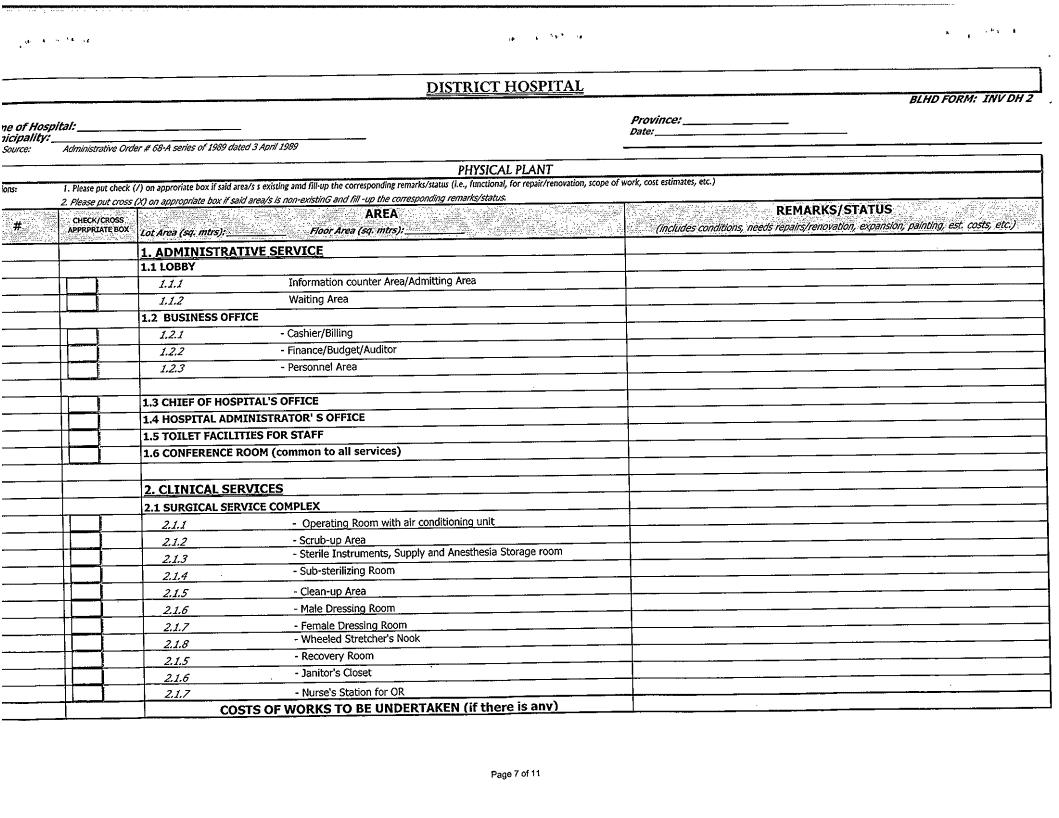 DISTRICT HOSPITAL
BLHD FORM: INV DH 2
me of Hospital:
Province:
nicipality:
Date:
Source: Administrative Order # 68-A series of 1989 dated 3 April 1989
PHYSICAL PLANT
ions: 1. Please put check (/) on approriate box if said area/s s existing amd fill-up the corresponding remarks/status (i.e., functional, for repair/renovation, scope of work, cost estimates, etc.)
2. Please put cross (X) on appropriate box if said area/s is non-existinG and fill -up the corresponding remarks/status.
# CHECK/CROSS APPRPRIATE BOX AREA REMARKS/STATUS
Lot Area (sq. mtrs): Floor Area (sq. mtrs): (includes conditions, needs repairs/renovation, expansion, painting, est. costs, etc.)
1. ADMINISTRATIVE SERVICE
1.1 LOBBY
1.1.1 Information counter Area/Admitting Area
1.1.2 Waiting Area
1.2 BUSINESS OFFICE
1.2.1 - Cashier/Billing
1.2.2 - Finance/Budget/Auditor
1.2.3 - Personnel Area
1.3 CHIEF OF HOSPITAL'S OFFICE
1.4 HOSPITAL ADMINISTRATOR' S OFFICE
1.5 TOILET FACILITIES FOR STAFF
1.6 CONFERENCE ROOM (common to all services)
2. CLINICAL SERVICES
2.1 SURGICAL SERVICE COMPLEX
2.1.1 - Operating Room with air conditioning unit
2.1.2 - Scrub-up Area
2.1.3 - Sterile Instruments, Supply and Anesthesia Storage room
2.1.4 - Sub-sterilizing Room
2.1.5 - Clean-up Area
2.1.6 - Male Dressing Room
2.1.7 - Female Dressing Room
2.1.8 - Wheeled Stretcher's Nook
2.1.5 - Recovery Room
2.1.6 - Janitor's Closet
2.1.7 - Nurse's Station for OR
COSTS OF WORKS TO BE UNDERTAKEN (if there is any)
Page 7 of 11